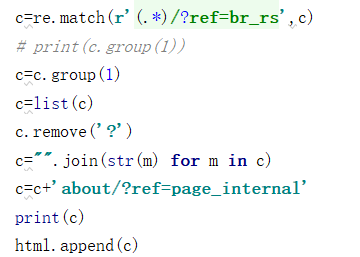 c=re.match(r'(.*)/?ref=br_rs',c)
# print(c.group(1))
c=c.group(1)
c=list(c)
c.remove('?')
c="".join(str(m) for m in c)
c=c+'about/?ref=page_internal'
print(c)
html.append(c)